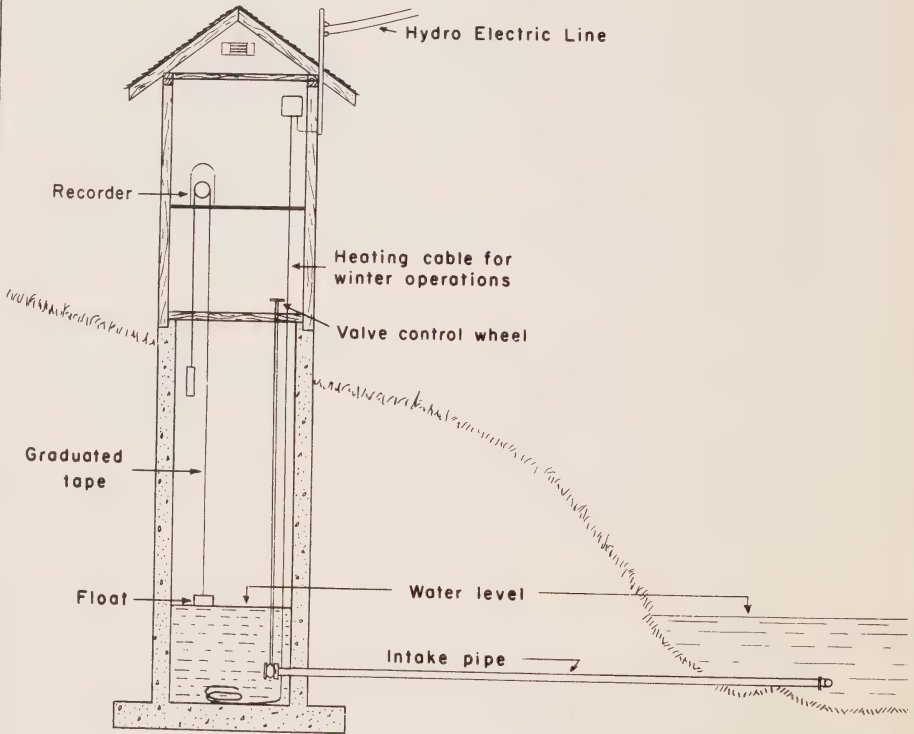 Hydro Electric Line
Recorder
Heating cable for
winter operations
Valve control wheel
Graduated
tape
Float
Water level
Intake pipe